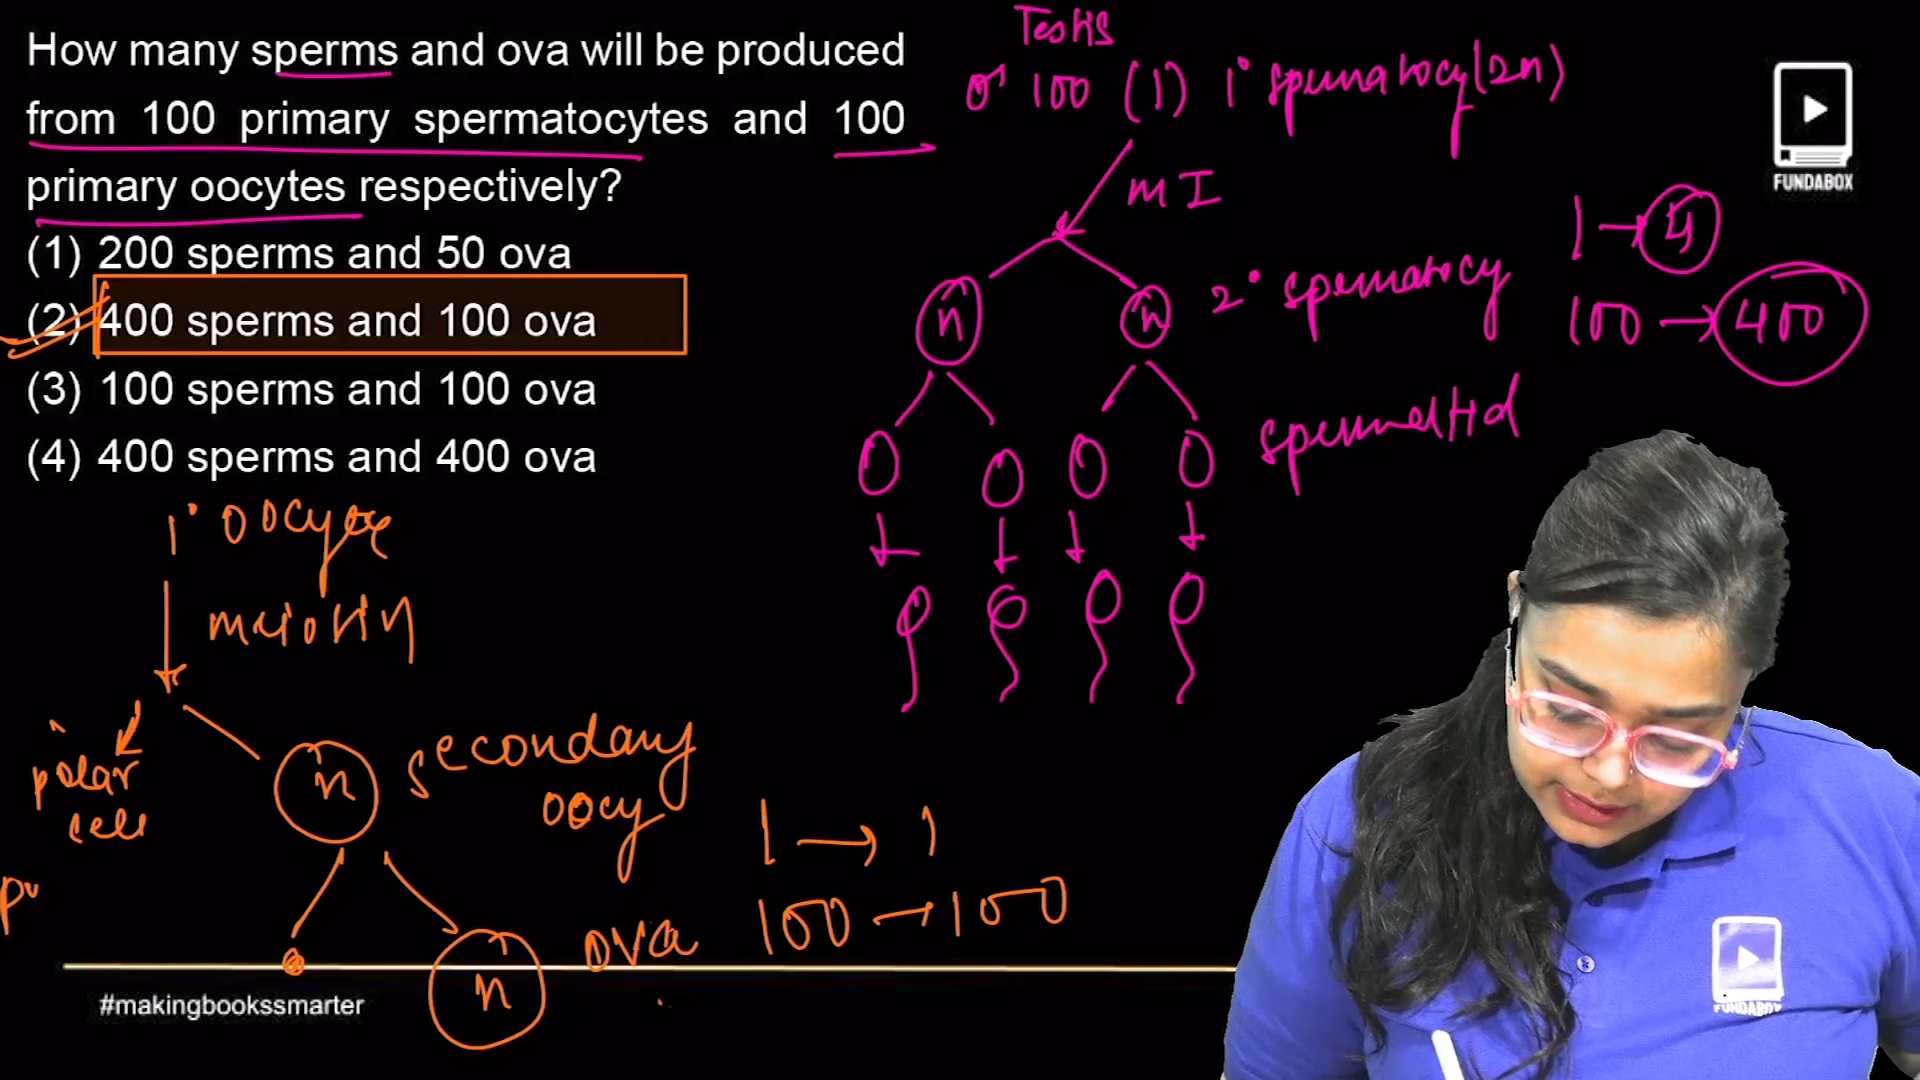 How many sperms and ova will be produced
from 100 primary spermatocytes and 100
primary oocytes respectively?
(1) 200 sperms and 50 ova
(2) 400 sperms and 100 ova
(3) 100 sperms and 100 ova
(4) 400 sperms and 400 ova
Testis
100 (1) 1° spermatocy(2n)
M I
n n 2° spermatocy
1 → 4
100 → 400
FUNDABOX
1° oocyte
polar
cell
n secondary
oocy
1 → 1
100 → 100
n ova
#makingbookssmarter
FUNDABOX